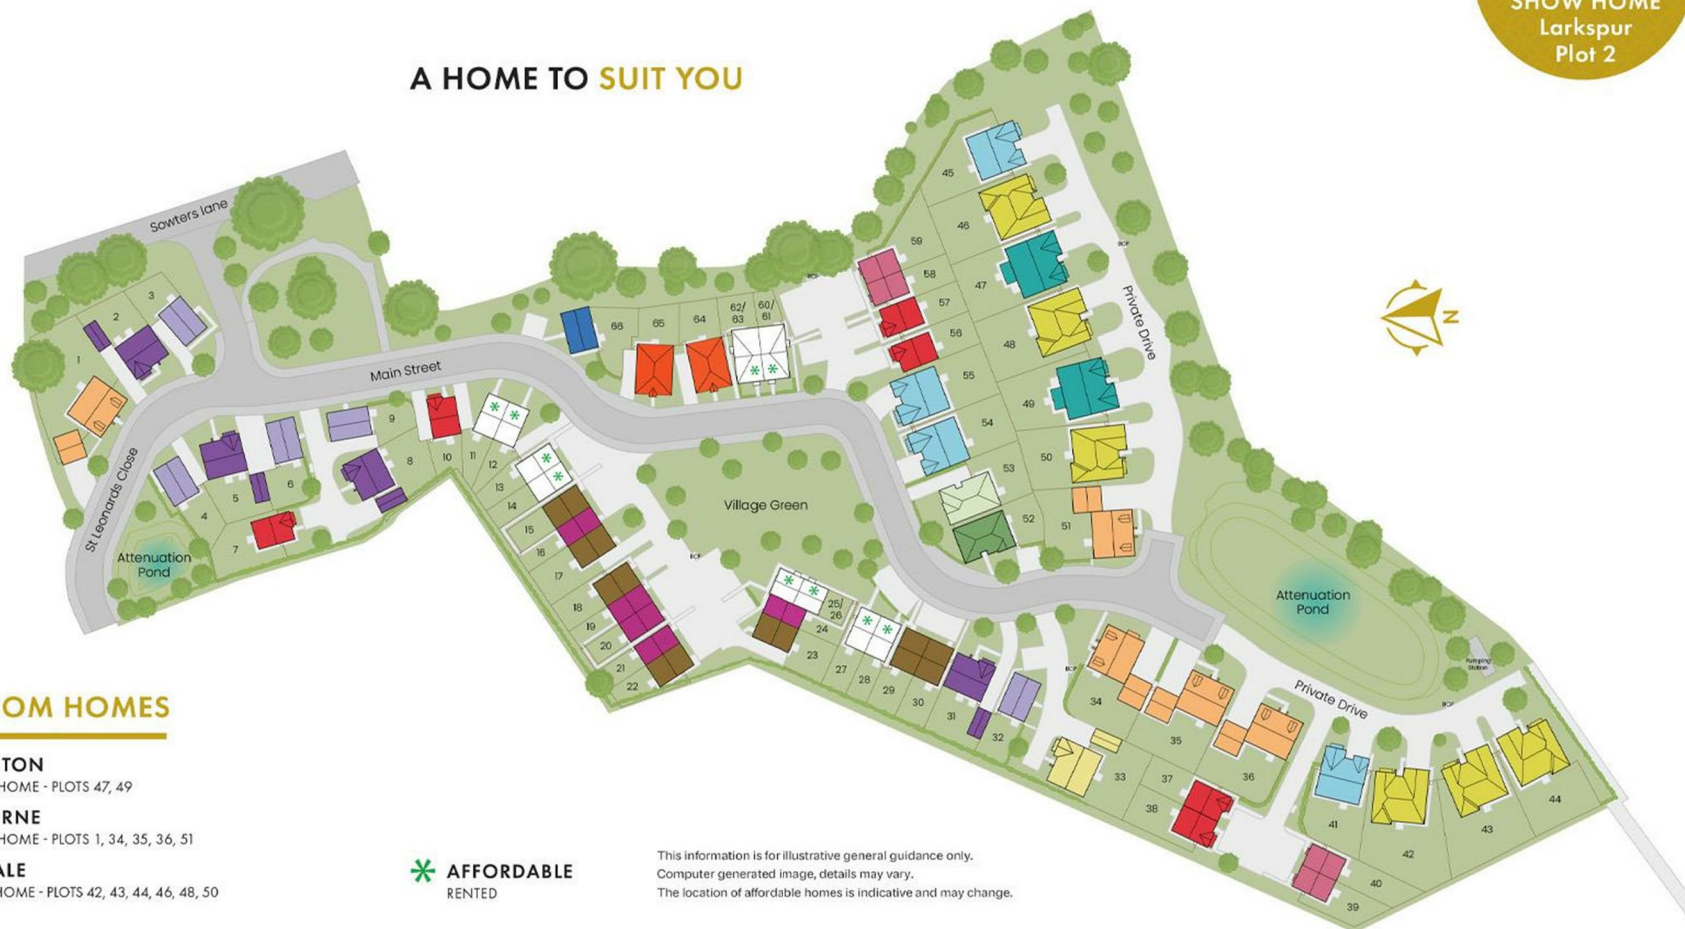 SHOW HOME
Larkspur
Plot 2
A HOME TO SUIT YOU
Sowters lane
Main Street
St Leonards Close
Attenuation
Pond
Village Green
Private Drive
Attenuation
Pond
Pumping
Station
Private Drive
N
1
2
3
4
5
6
7
8
9
10
11
12
13
14
15
16
17
18
19
20
21
22
23
24
25/
26
27
28
29
30
31
32
33
34
35
36
37
38
39
40
41
42
43
44
45
46
47
48
49
50
51
52
53
54
55
56
57
58
59
60/
61
62/
63
64
65
66
BCP
BCP
BCP
BCP
BCP
OM HOMES
TON
HOME - PLOTS 47, 49
RNE
HOME - PLOTS 1, 34, 35, 36, 51
ALE
HOME - PLOTS 42, 43, 44, 46, 48, 50
AFFORDABLE
RENTED
This information is for illustrative general guidance only.
Computer generated image, details may vary.
The location of affordable homes is indicative and may change.